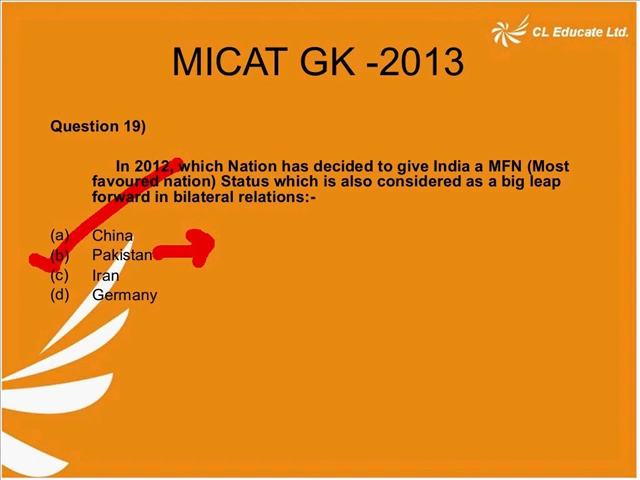 CL Educate Ltd.
MICAT GK -2013
Question 19)
In 2012, which Nation has decided to give India a MFN (Most
favoured nation) Status which is also considered as a big leap
forward in bilateral relations:-
(a) China
(b) Pakistan
(c) Iran
(d) Germany